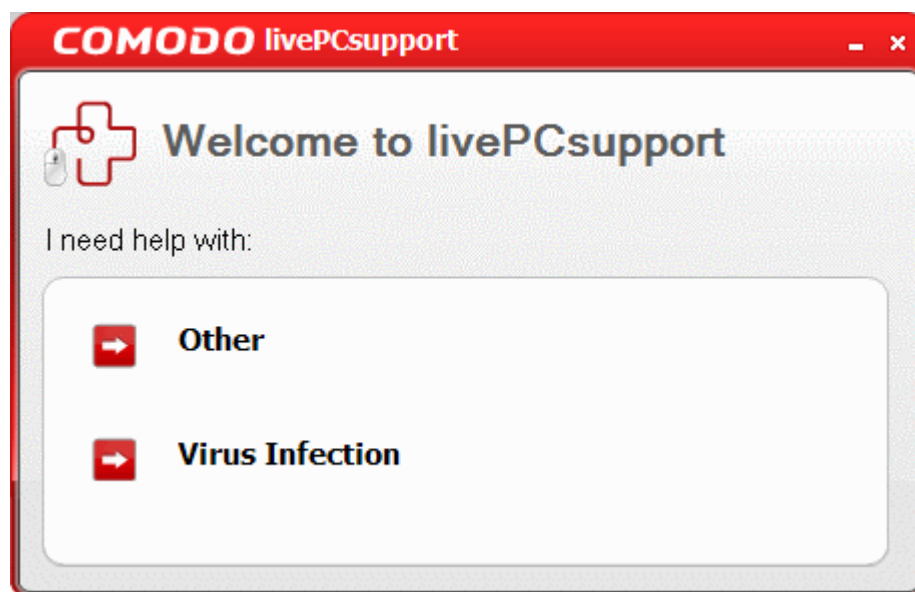 COMODO livePCsupport
Welcome to livePCsupport
I need help with:
Other
Virus Infection